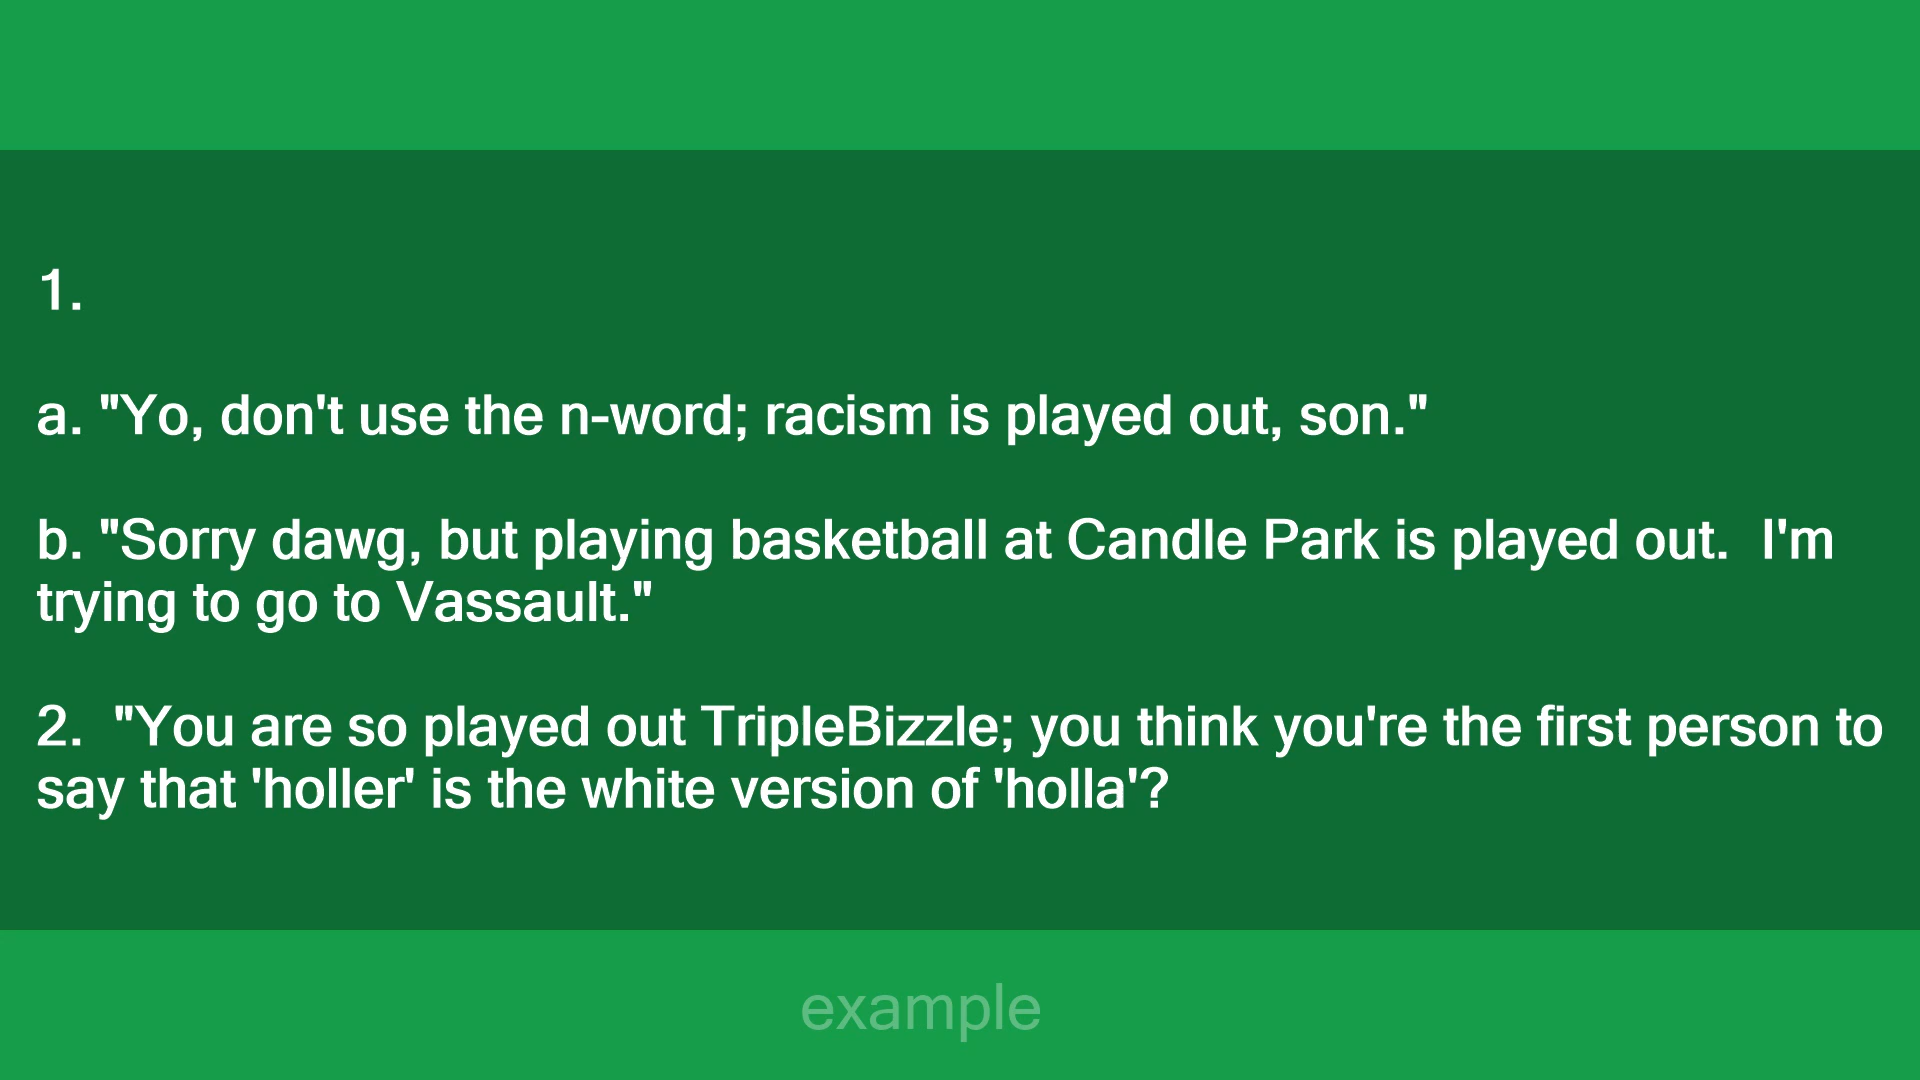 1.
a. "Yo, don't use the n-word; racism is played out, son."
b. "Sorry dawg, but playing basketball at Candle Park is played out.  I'm
trying to go to Vassault."
2.  "You are so played out TripleBizzle; you think you're the first person to
say that 'holler' is the white version of 'holla'?
example